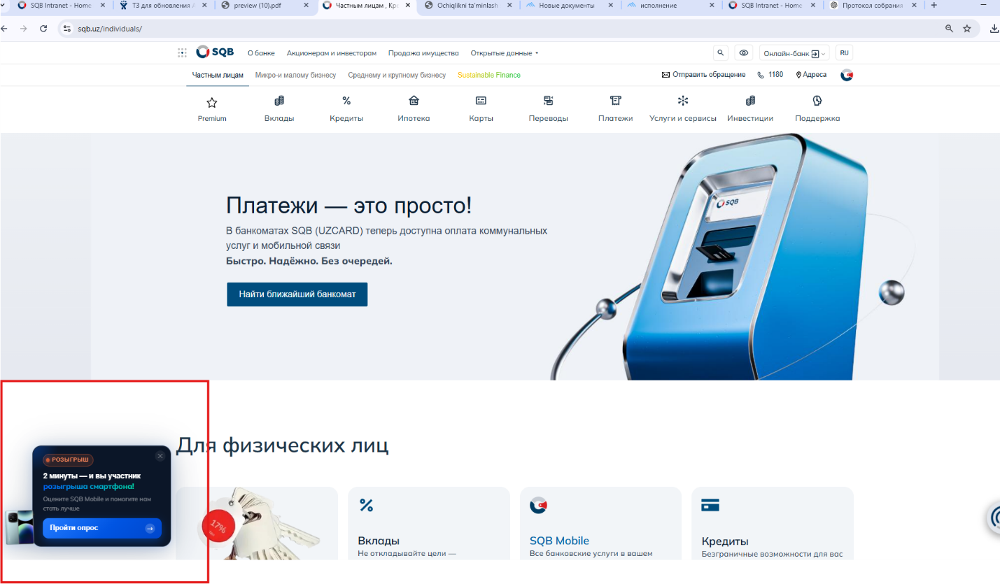 SQB Intranet - Home
ТЗ для обновления
preview (10).pdf
Частным лицам , Кре
Ochiqlikni ta'minlash
Новые документы
исполнение
SQB Intranet - Home
Протокол собрания
sqb.uz/individuals/
SQB
О банке
Акционерам и инвесторам
Продажа имущества
Открытые данные
Онлайн-банк
RU
Частным лицам
Микро-и малому бизнесу
Среднему и крупному бизнесу
Sustainable Finance
Отправить обращение
1180
Адреса
Premium
Вклады
Кредиты
Ипотека
Карты
Переводы
Платежи
Услуги и сервисы
Инвестиции
Поддержка
SQB
Платежи — это просто!
В банкоматах SQB (UZCARD) теперь доступна оплата коммунальных
услуг и мобильной связи
Быстро. Надёжно. Без очередей.
Найти ближайший банкомат
Для физических лиц
РОЗЫГРЫШ
2 минуты — и вы участник
розыгрыша смартфона!
Оцените SQB Mobile и помогите нам
стать лучше
Пройти опрос
17%
%
Вклады
Не откладывайте цели —
SQB Mobile
Все банковские услуги в вашем
Кредиты
Безграничные возможности для вас